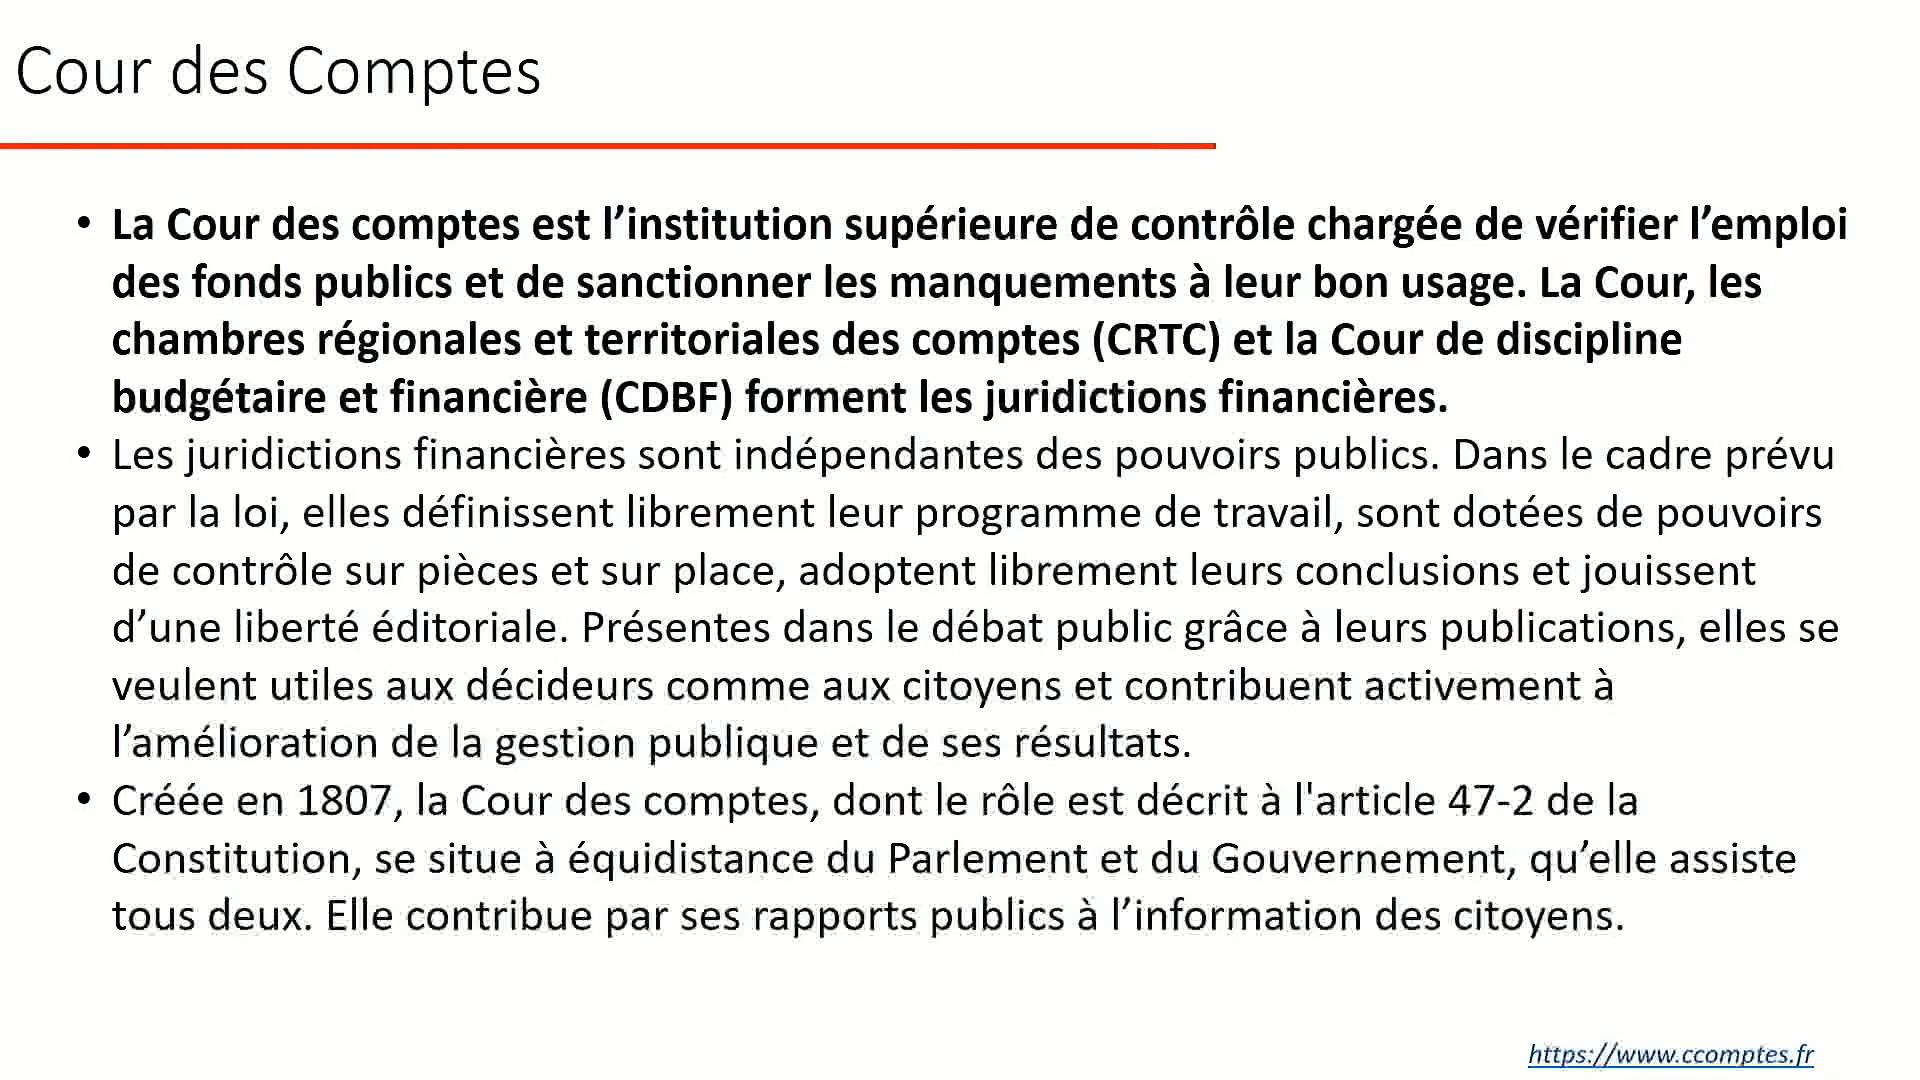 Cour des Comptes
• La Cour des comptes est l’institution supérieure de contrôle chargée de vérifier l’emploi
des fonds publics et de sanctionner les manquements à leur bon usage. La Cour, les
chambres régionales et territoriales des comptes (CRTC) et la Cour de discipline
budgétaire et financière (CDBF) forment les juridictions financières.
• Les juridictions financières sont indépendantes des pouvoirs publics. Dans le cadre prévu
par la loi, elles définissent librement leur programme de travail, sont dotées de pouvoirs
de contrôle sur pièces et sur place, adoptent librement leurs conclusions et jouissent
d’une liberté éditoriale. Présentes dans le débat public grâce à leurs publications, elles se
veulent utiles aux décideurs comme aux citoyens et contribuent activement à
l’amélioration de la gestion publique et de ses résultats.
• Créée en 1807, la Cour des comptes, dont le rôle est décrit à l'article 47-2 de la
Constitution, se situe à équidistance du Parlement et du Gouvernement, qu’elle assiste
tous deux. Elle contribue par ses rapports publics à l’information des citoyens.
https://www.ccomptes.fr